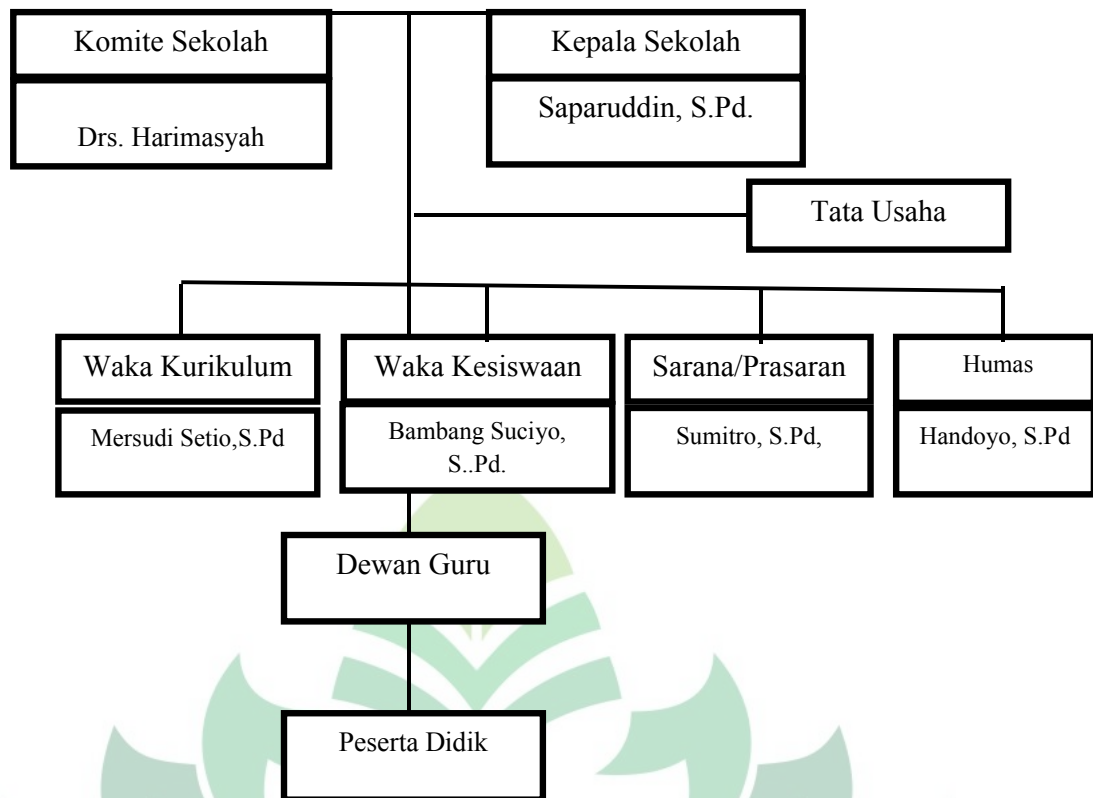 Komite Sekolah
Drs. Harimasyah
Kepala Sekolah
Saparuddin, S.Pd.
Tata Usaha
Waka Kurikulum
Mersudi Setio,S.Pd
Waka Kesiswaan
Bambang Suciyo,
S..Pd.
Sarana/Prasaran
Sumitro, S.Pd,
Humas
Handoyo, S.Pd
Dewan Guru
Peserta Didik